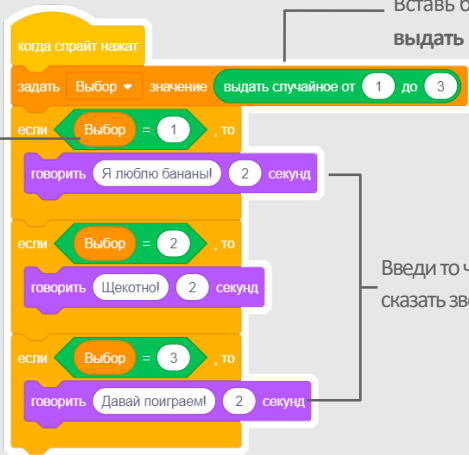 Вставь б
выдать
когда спрайт нажат
задать Выбор значение выдать случайное от 1 до 3
если Выбор = 1 , то
говорить Я люблю бананы! 2 секунд
если Выбор = 2 , то
говорить Щекотно! 2 секунд
Введи то ч
сказать зв
если Выбор = 3 , то
говорить Давай поиграем! 2 секунд